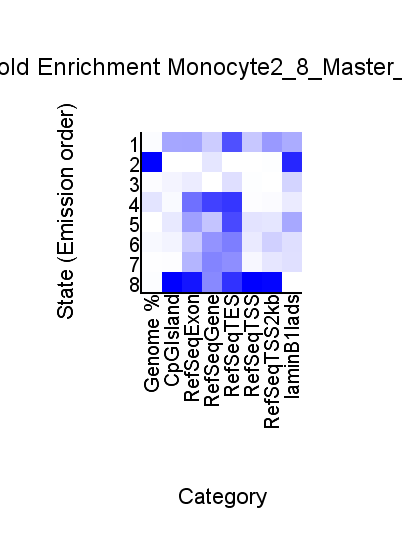 old Enrichment Monocyte2_8_Master_
State (Emission order)
1
2
3
4
5
6
7
8
Genome %
CpGIsland
RefSeqExon
RefSeqGene
RefSeqTES
RefSeqTSS
RefSeqTSS2kb
laminB1lads
Category